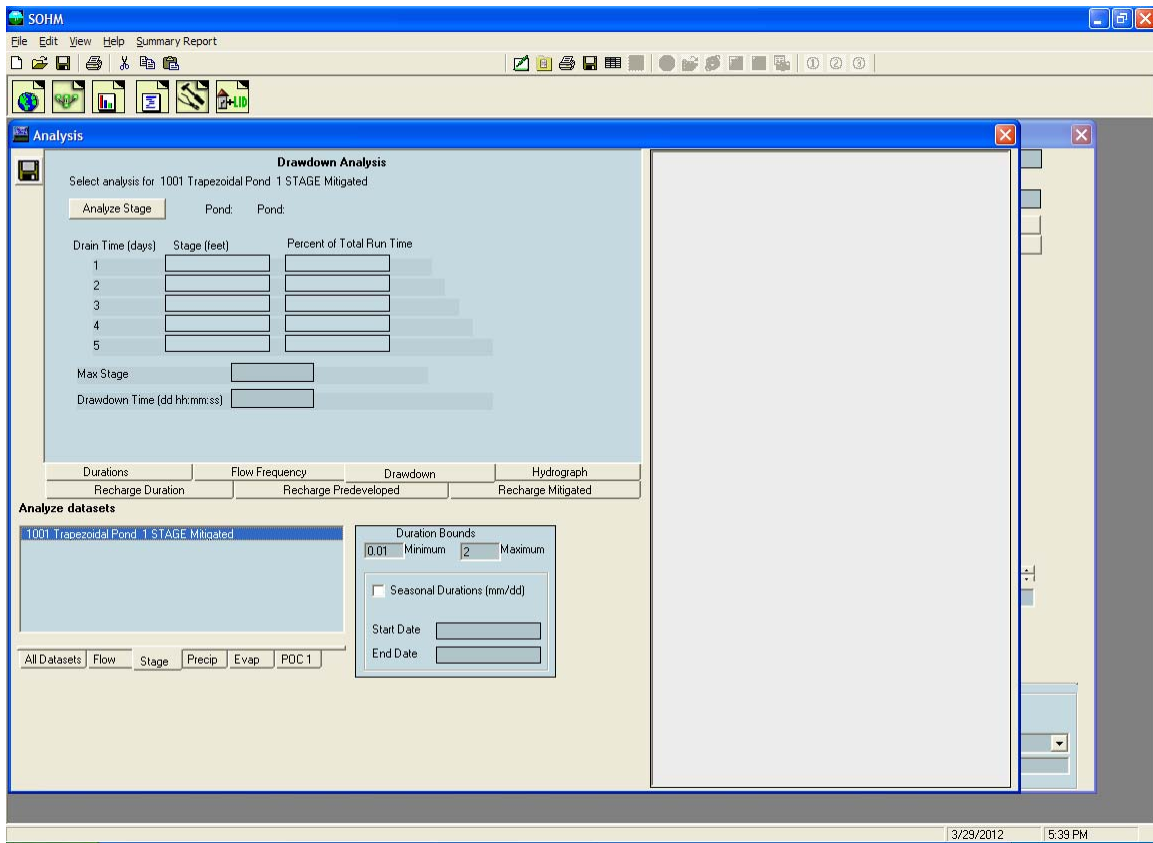 SOHM
File Edit View Help Summary Report
① ② ③
+LID
Analysis
Drawdown Analysis
Select analysis for 1001 Trapezoidal Pond 1 STAGE Mitigated
Analyze Stage Pond: Pond:
Drain Time (days) Stage (feet) Percent of Total Run Time
1
2
3
4
5
Max Stage
Drawdown Time (dd hh:mm:ss)
Durations Flow Frequency Drawdown Hydrograph
Recharge Duration Recharge Predeveloped Recharge Mitigated
Analyze datasets
1001 Trapezoidal Pond 1 STAGE Mitigated
Duration Bounds
0.01 Minimum 2 Maximum
Seasonal Durations (mm/dd)
Start Date
End Date
All Datasets Flow Stage Precip Evap POC 1
3/29/2012 5:39 PM